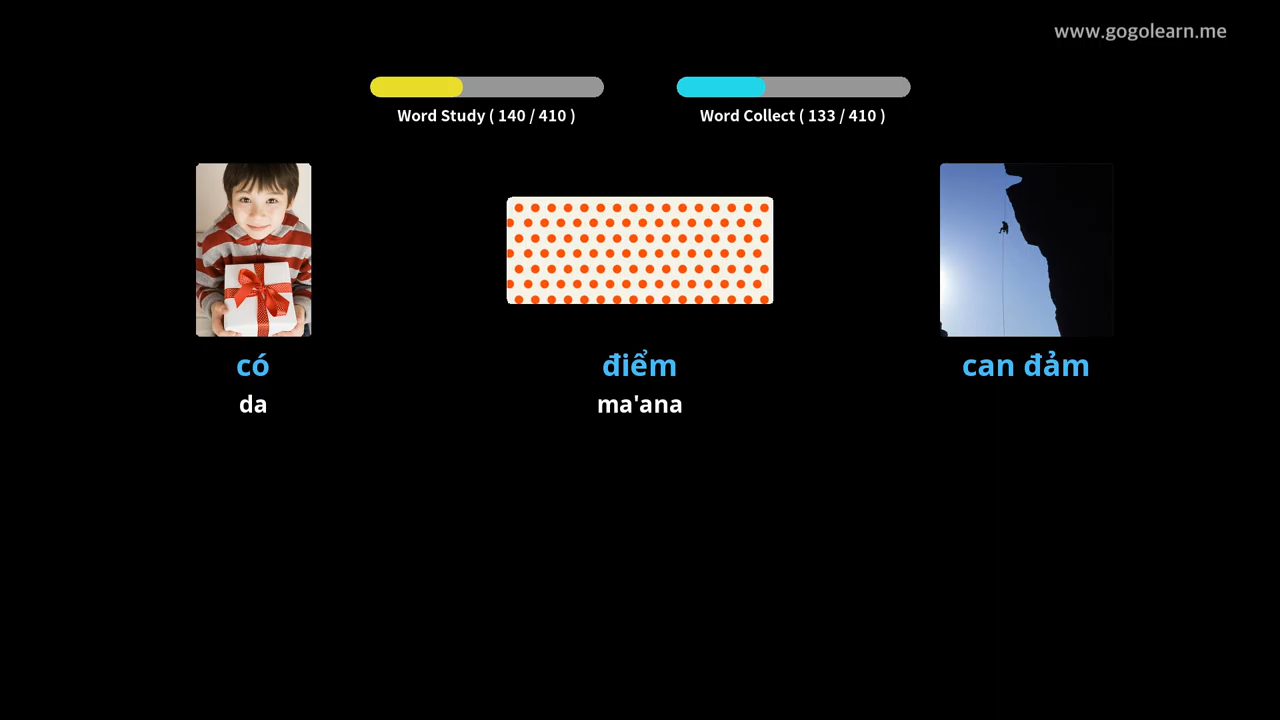 www.gogolearn.me
Word Study ( 140 / 410 )
Word Collect ( 133 / 410 )
có
điểm
can đảm
da
ma'ana